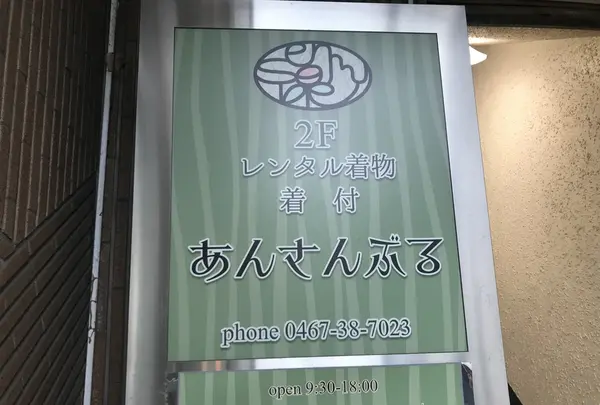 2F
レンタル着物
着 付
あんさんぶる
phone 0467-38-7023
open 9:30-18:00